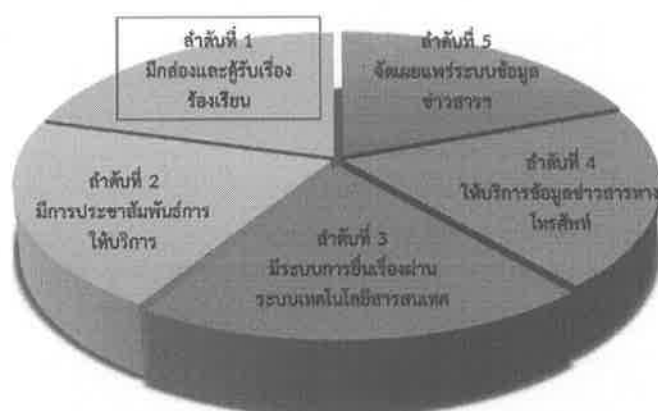 ลำดับที่ 1
มีกล่องและตู้รับเรื่อง
ร้องเรียน
ลำดับที่ 5
จัดเผยแพร่ระบบข้อมูล
ข่าวสารฯ
ลำดับที่ 2
มีการประชาสัมพันธ์การ
ให้บริการ
ลำดับที่ 4
ให้บริการข้อมูลข่าวสารทาง
โทรศัพท์
ลำดับที่ 3
มีระบบการยื่นเรื่องผ่าน
ระบบเทคโนโลยีสารสนเทศ